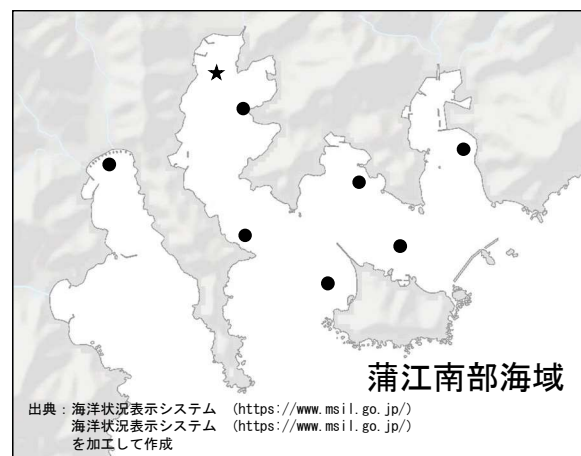 蒲江南部海域
出典：海洋状況表示システム （https://www.msil.go.jp/）
海洋状況表示システム （https://www.msil.go.jp/）
を加工して作成